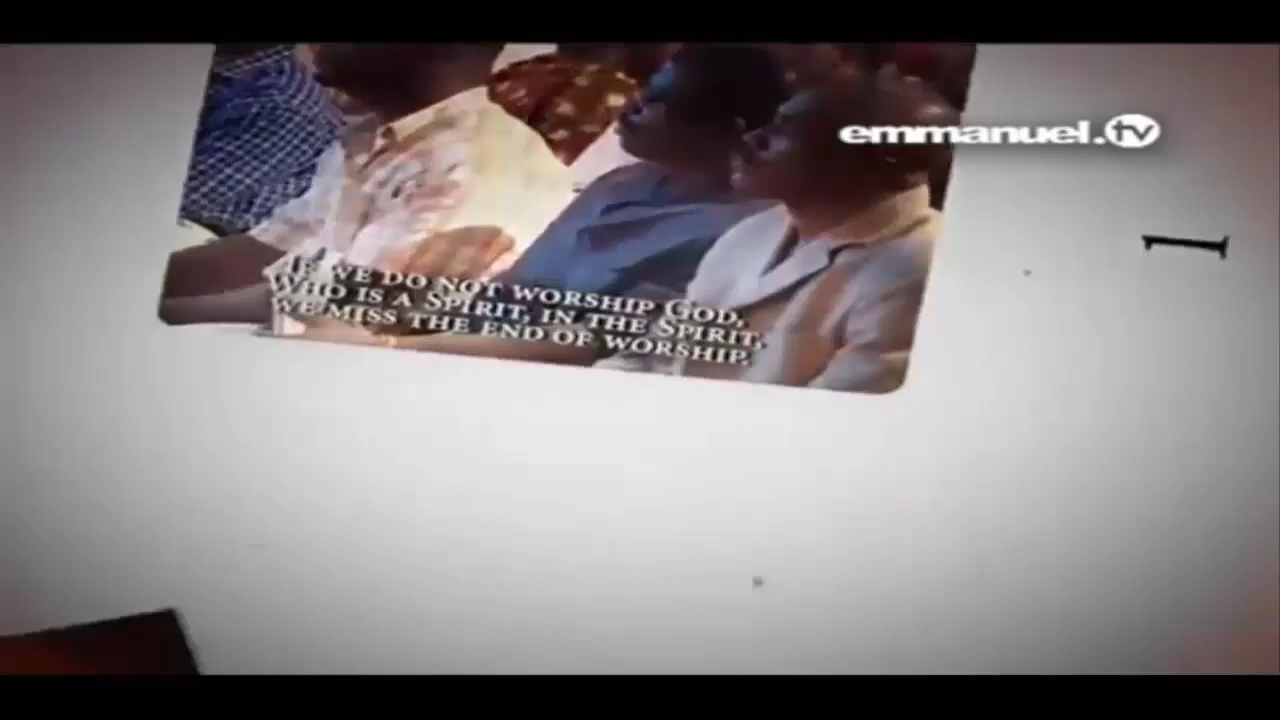 emmanuel.tv
IF WE DO NOT WORSHIP GOD,
WHO IS A SPIRIT, IN THE SPIRIT,
WE MISS THE END OF WORSHIP.